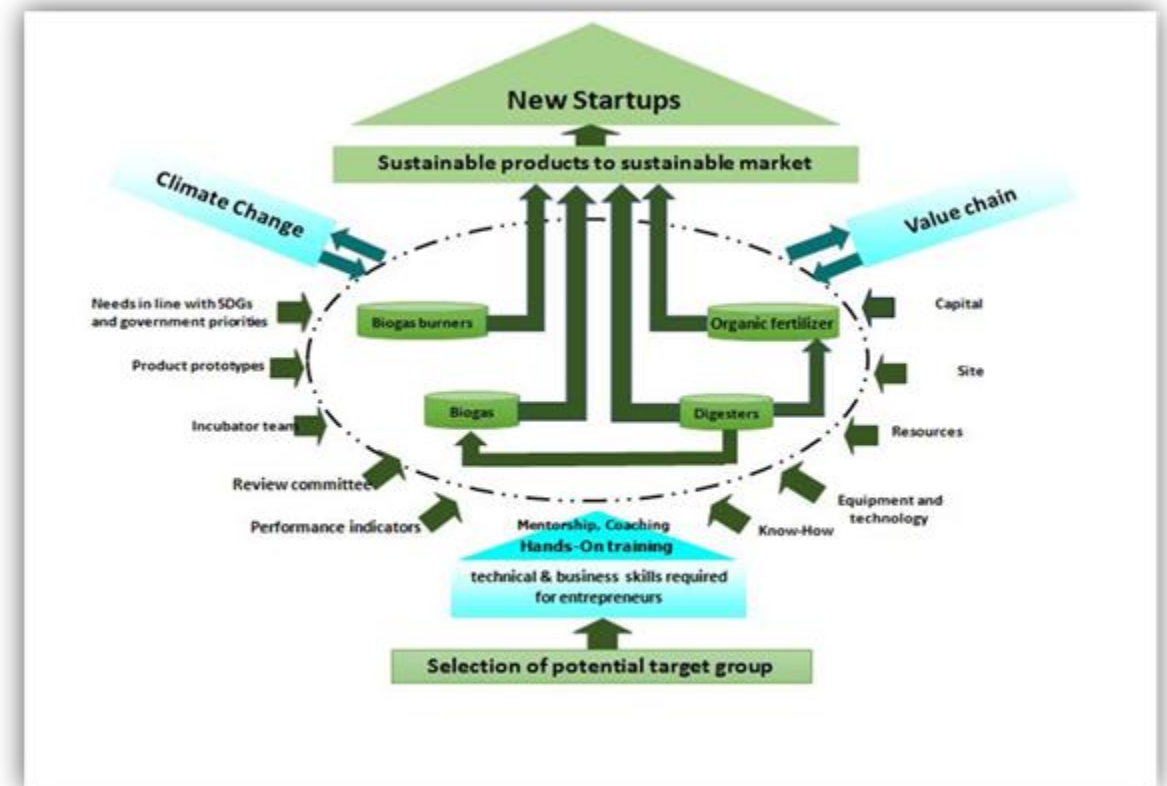 New Startups
Sustainable products to sustainable market
Climate Change
Value chain
Needs in line with SDGs
and government priorities
Capital
Biogas burners
Organic fertilizer
Product prototypes
Site
Biogas
Digesters
Incubator team
Resources
Review committee
Equipment and
technology
Performance indicators
Know-How
Mentorship, Coaching
Hands-On training
technical & business skills required
for entrepreneurs
Selection of potential target group